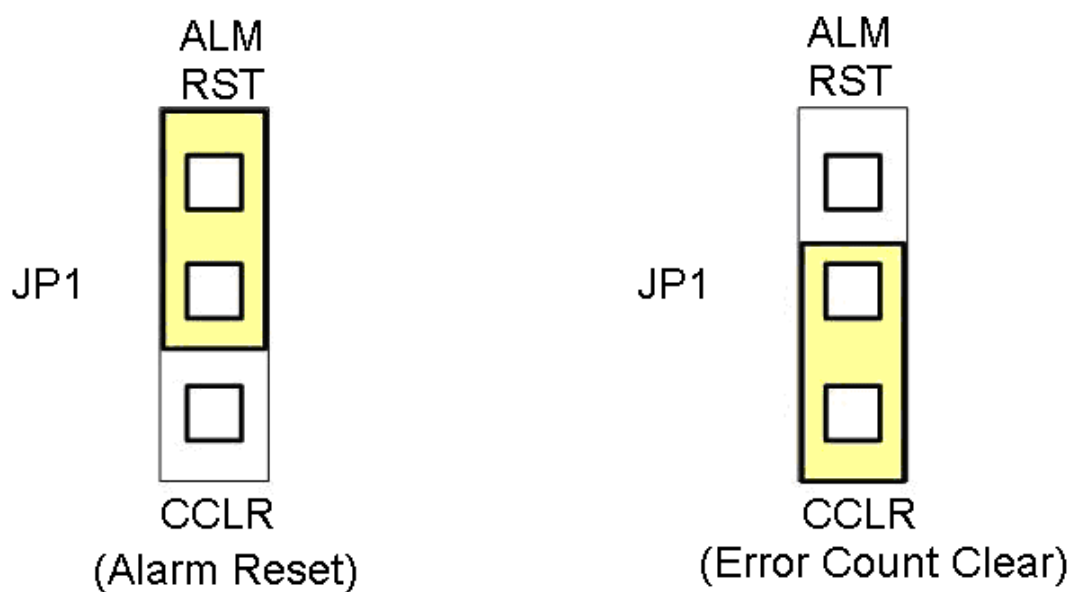 ALM
RST
JP1
CCLR
(Alarm Reset)
ALM
RST
JP1
CCLR
(Error Count Clear)